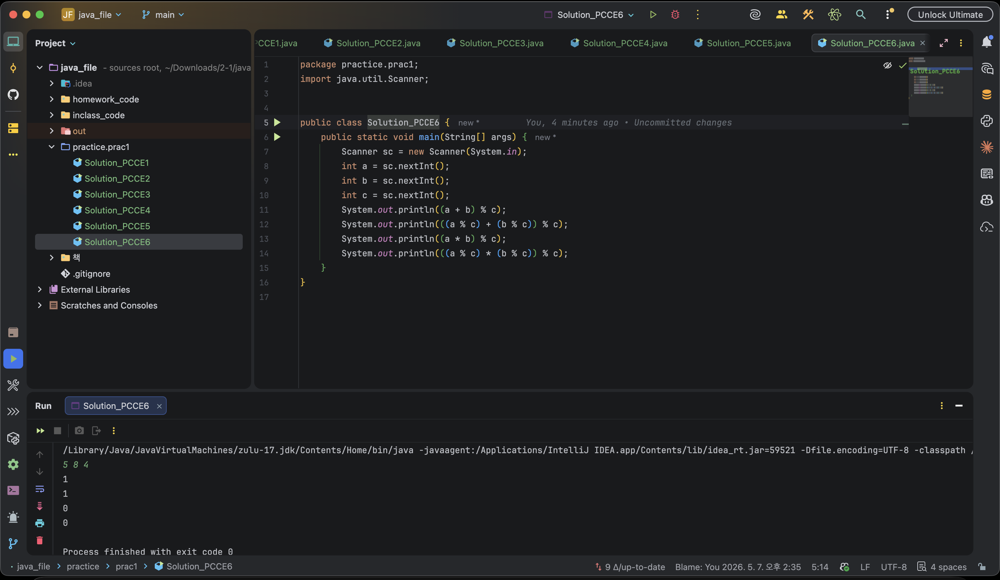 JF java_file main Solution_PCCE6 Unlock Ultimate
Project
java_file - sources root, ~/Downloads/2-1/java
.idea
homework_code
inclass_code
out
practice.prac1
Solution_PCCE1
Solution_PCCE2
Solution_PCCE3
Solution_PCCE4
Solution_PCCE5
Solution_PCCE6
책
.gitignore
External Libraries
Scratches and Consoles
PCCE1.java Solution_PCCE2.java Solution_PCCE3.java Solution_PCCE4.java Solution_PCCE5.java Solution_PCCE6.java
1 package practice.prac1;
2 import java.util.Scanner;
3
4
5 public class Solution_PCCE6 { new * You, 4 minutes ago • Uncommitted changes
6 public static void main(String[] args) { new *
7 Scanner sc = new Scanner(System.in);
8 int a = sc.nextInt();
9 int b = sc.nextInt();
10 int c = sc.nextInt();
11 System.out.println((a + b) % c);
12 System.out.println(((a % c) + (b % c)) % c);
13 System.out.println((a * b) % c);
14 System.out.println(((a % c) * (b % c)) % c);
15 }
16 }
17
Solution_PCCE6
Run Solution_PCCE6
/Library/Java/JavaVirtualMachines/zulu-17.jdk/Contents/Home/bin/java -javaagent:/Applications/IntelliJ IDEA.app/Contents/lib/idea_rt.jar=59521 -Dfile.encoding=UTF-8 -classpath /
5 8 4
1
1
0
0
Process finished with exit code 0
java_file > practice > prac1 > Solution_PCCE6 9 Δ/up-to-date Blame: You 2026. 5. 7. 오후 2:35 5:14 LF UTF-8 4 spaces